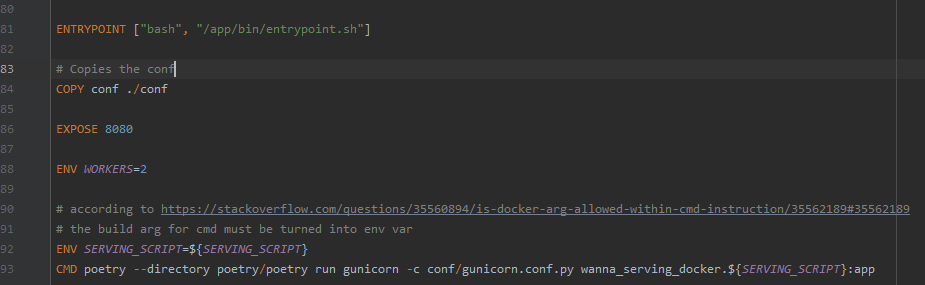 80
81 ENTRYPOINT ["bash", "/app/bin/entrypoint.sh"]
82
83 # Copies the conf
84 COPY conf ./conf
85
86 EXPOSE 8080
87
88 ENV WORKERS=2
89
90 # according to https://stackoverflow.com/questions/35560894/is-docker-arg-allowed-within-cmd-instruction/35562189#35562189
91 # the build arg for cmd must be turned into env var
92 ENV SERVING_SCRIPT=${SERVING_SCRIPT}
93 CMD poetry --directory poetry/poetry run gunicorn -c conf/gunicorn.conf.py wanna_serving_docker.${SERVING_SCRIPT}:app